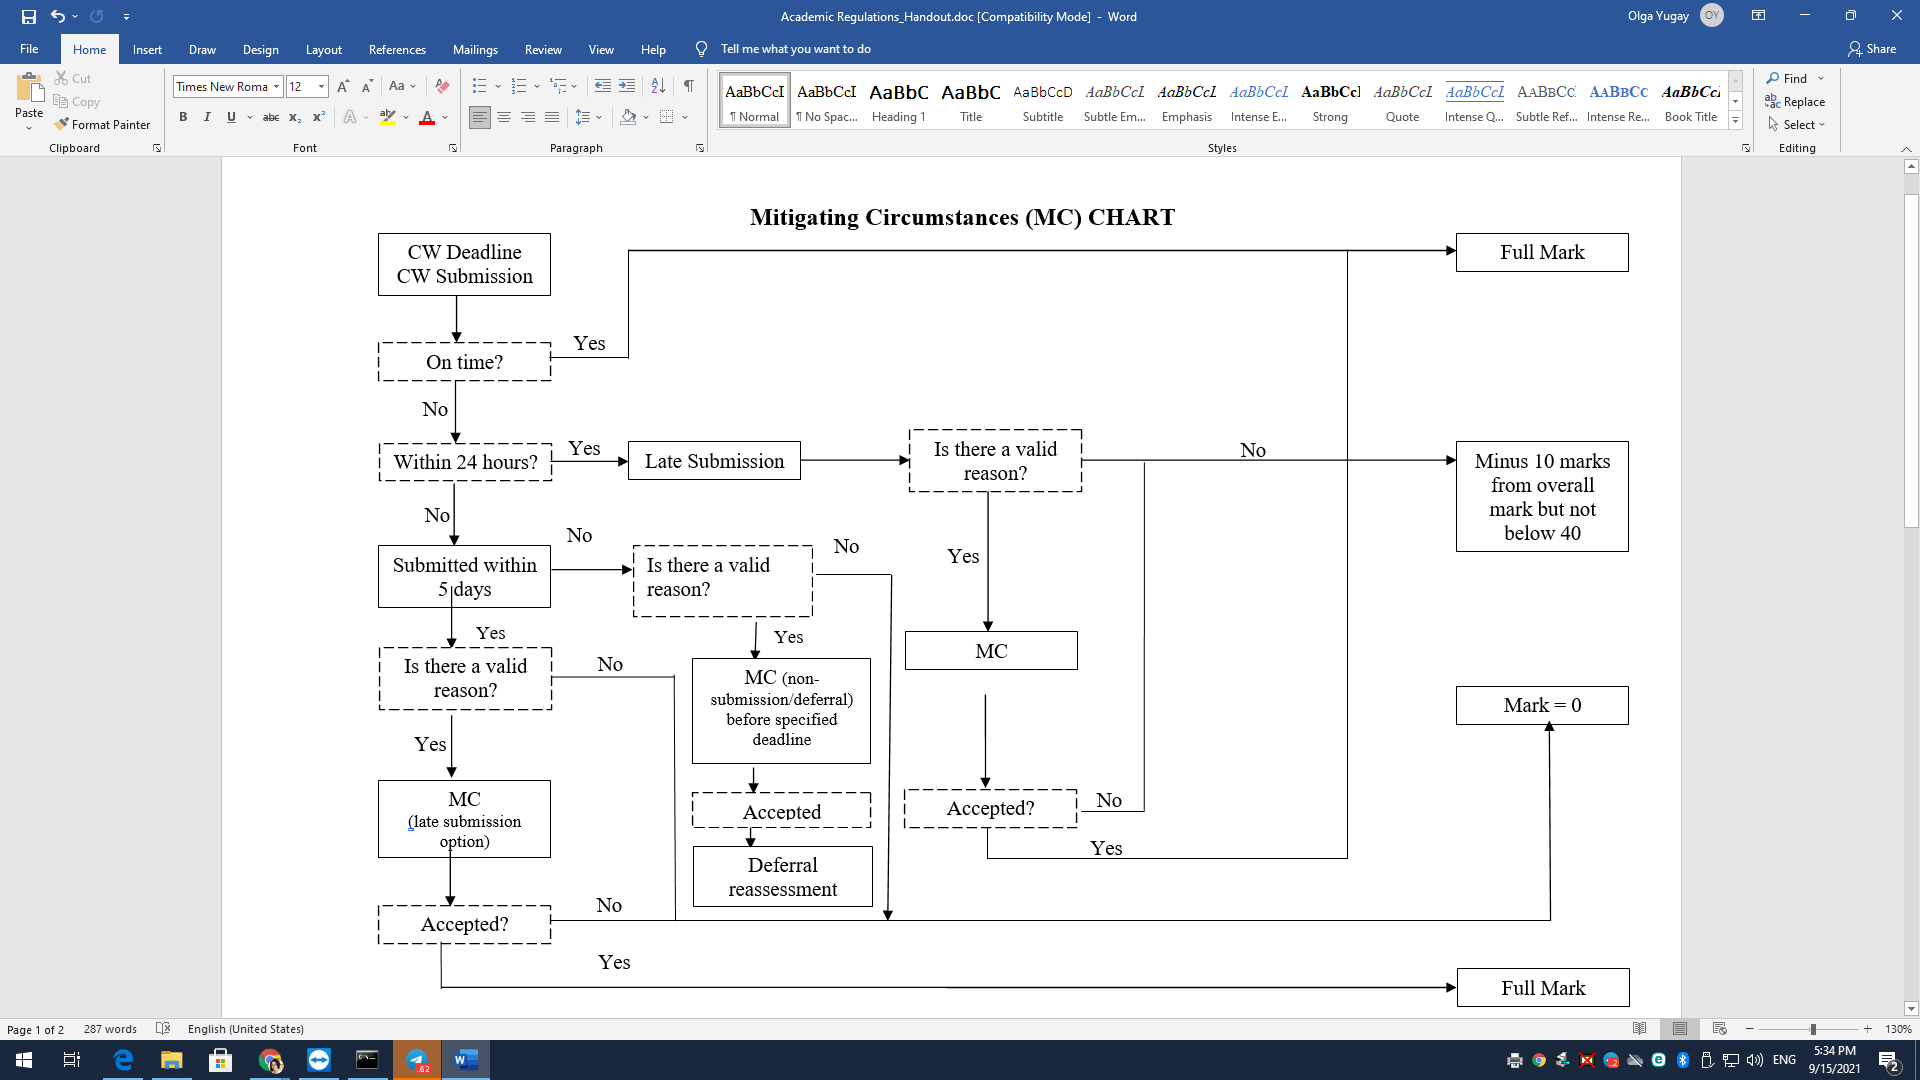 Academic Regulations_Handout.doc [Compatibility Mode] - Word
Olga Yugay
OY
File
Home
Insert
Draw
Design
Layout
References
Mailings
Review
View
Help
Tell me what you want to do
Share
Paste
Cut
Copy
Format Painter
Clipboard
Times New Roma
12
Font
Paragraph
AaBbCcI
¶ Normal
AaBbCcI
¶ No Spac...
AaBbC
Heading 1
AaBbC
Title
AaBbCcD
Subtitle
AaBbCcL
Subtle Em...
AaBbCcL
Emphasis
AaBbCcL
Intense E...
AaBbCcl
Strong
AaBbCcL
Quote
AaBbCcL
Intense Q...
AABBCC
Subtle Ref...
AABBCC
Intense Re...
AaBbCcL
Book Title
Styles
Find
Replace
Select
Editing
Mitigating Circumstances (MC) CHART
CW Deadline
CW Submission
Full Mark
Yes
On time?
No
Within 24 hours?
Yes
Late Submission
Is there a valid
reason?
No
Minus 10 marks
from overall
mark but not
below 40
No
Submitted within
5 days
No
Is there a valid
reason?
No
Yes
Yes
Is there a valid
reason?
No
Yes
MC (non-
submission/deferral)
before specified
deadline
MC
Mark = 0
Yes
MC
(late submission
option)
Accepted
Accepted?
No
Yes
Deferral
reassessment
Accepted?
No
Yes
Full Mark
Page 1 of 2
287 words
English (United States)
130%
ENG
5:34 PM
9/15/2021